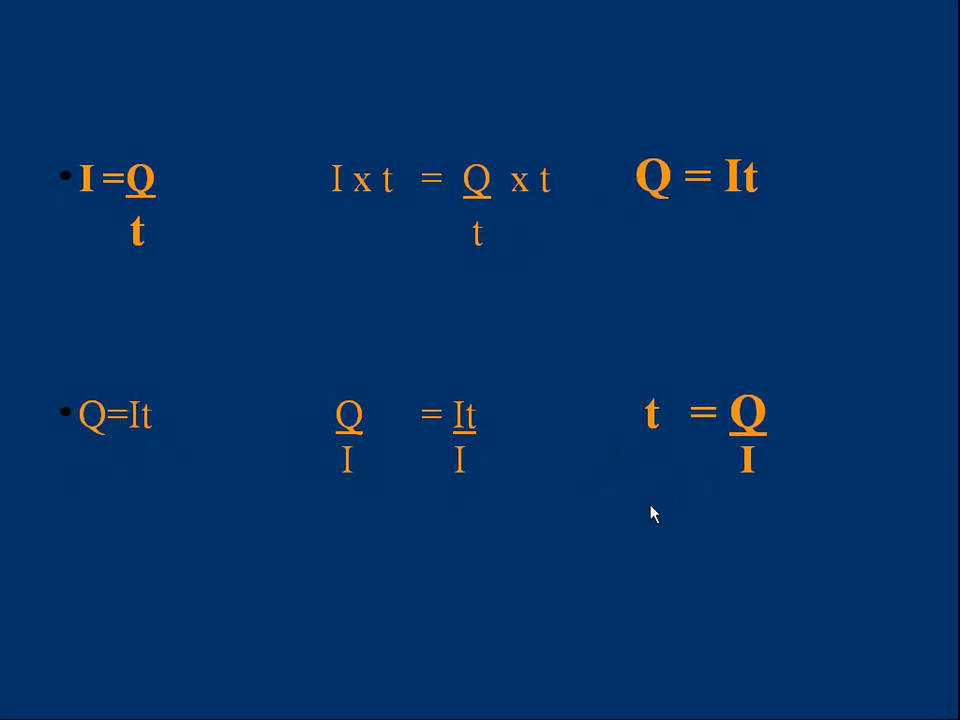 • I = Q I x t = Q x t Q = It
t t
• Q=It Q = It t = Q
I I I